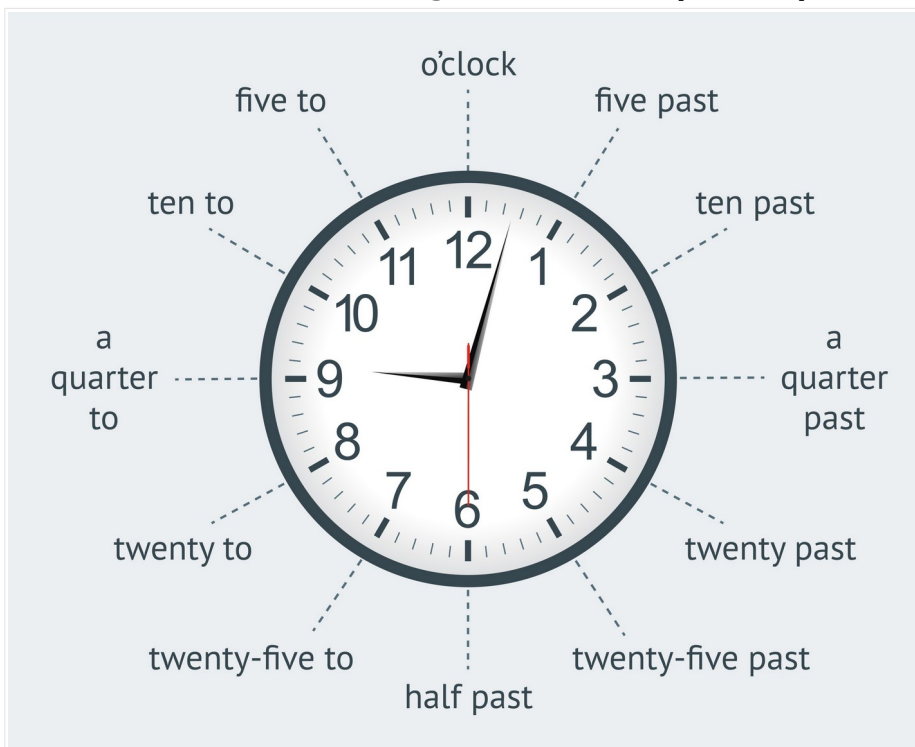 o'clock
five to
five past
ten to
ten past
a
quarter
to
a
quarter
past
twenty to
twenty past
twenty-five to
twenty-five past
half past
12
1
2
3
4
5
6
7
8
9
10
11